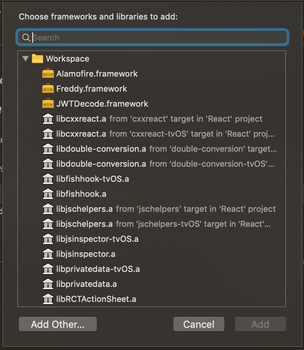 Choose frameworks and libraries to add:
Search
Workspace
Alamofire.framework
Freddy.framework
JWTDecode.framework
libcxxreact.a from 'cxxreact' target in 'React' project
libcxxreact.a from 'cxxreact-tvOS' target in 'React'...
libdouble-conversion.a from 'double-conversion' target...
libdouble-conversion.a from 'double-conversion-tvOS'...
libfishhook-tvOS.a
libfishhook.a
libjschelpers.a from 'jschelpers' target in 'React' project
libjschelpers.a from 'jschelpers-tvOS' target in 'React'...
libjsinspector-tvOS.a
libjsinspector.a
libprivatedata-tvOS.a
libprivatedata.a
libRCTActionSheet.a
Add Other... Cancel Add